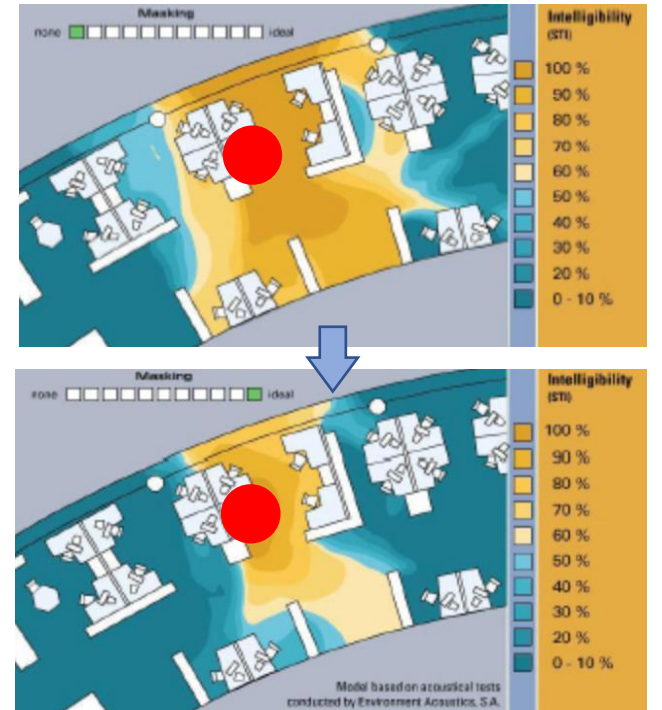 Masking
none ideal
Intelligibility
(STI)
100 %
90 %
80 %
70 %
60 %
50 %
40 %
30 %
20 %
0 - 10 %
Masking
none ideal
Intelligibility
(STI)
100 %
90 %
80 %
70 %
60 %
50 %
40 %
30 %
20 %
0 - 10 %
Model based on acoustical tests
conducted by Environment Acoustics, S.A.